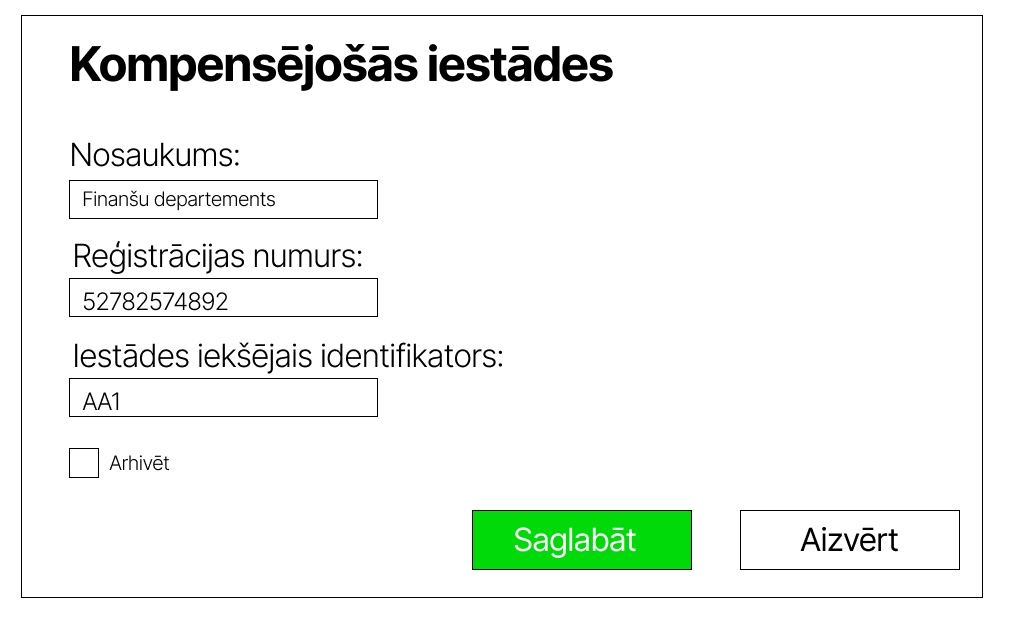 Kompensējošās iestādes
Nosaukums:
Finanšu departements
Reģistrācijas numurs:
52782574892
Iestādes iekšējais identifikators:
AA1
Arhivēt
Saglabāt
Aizvērt